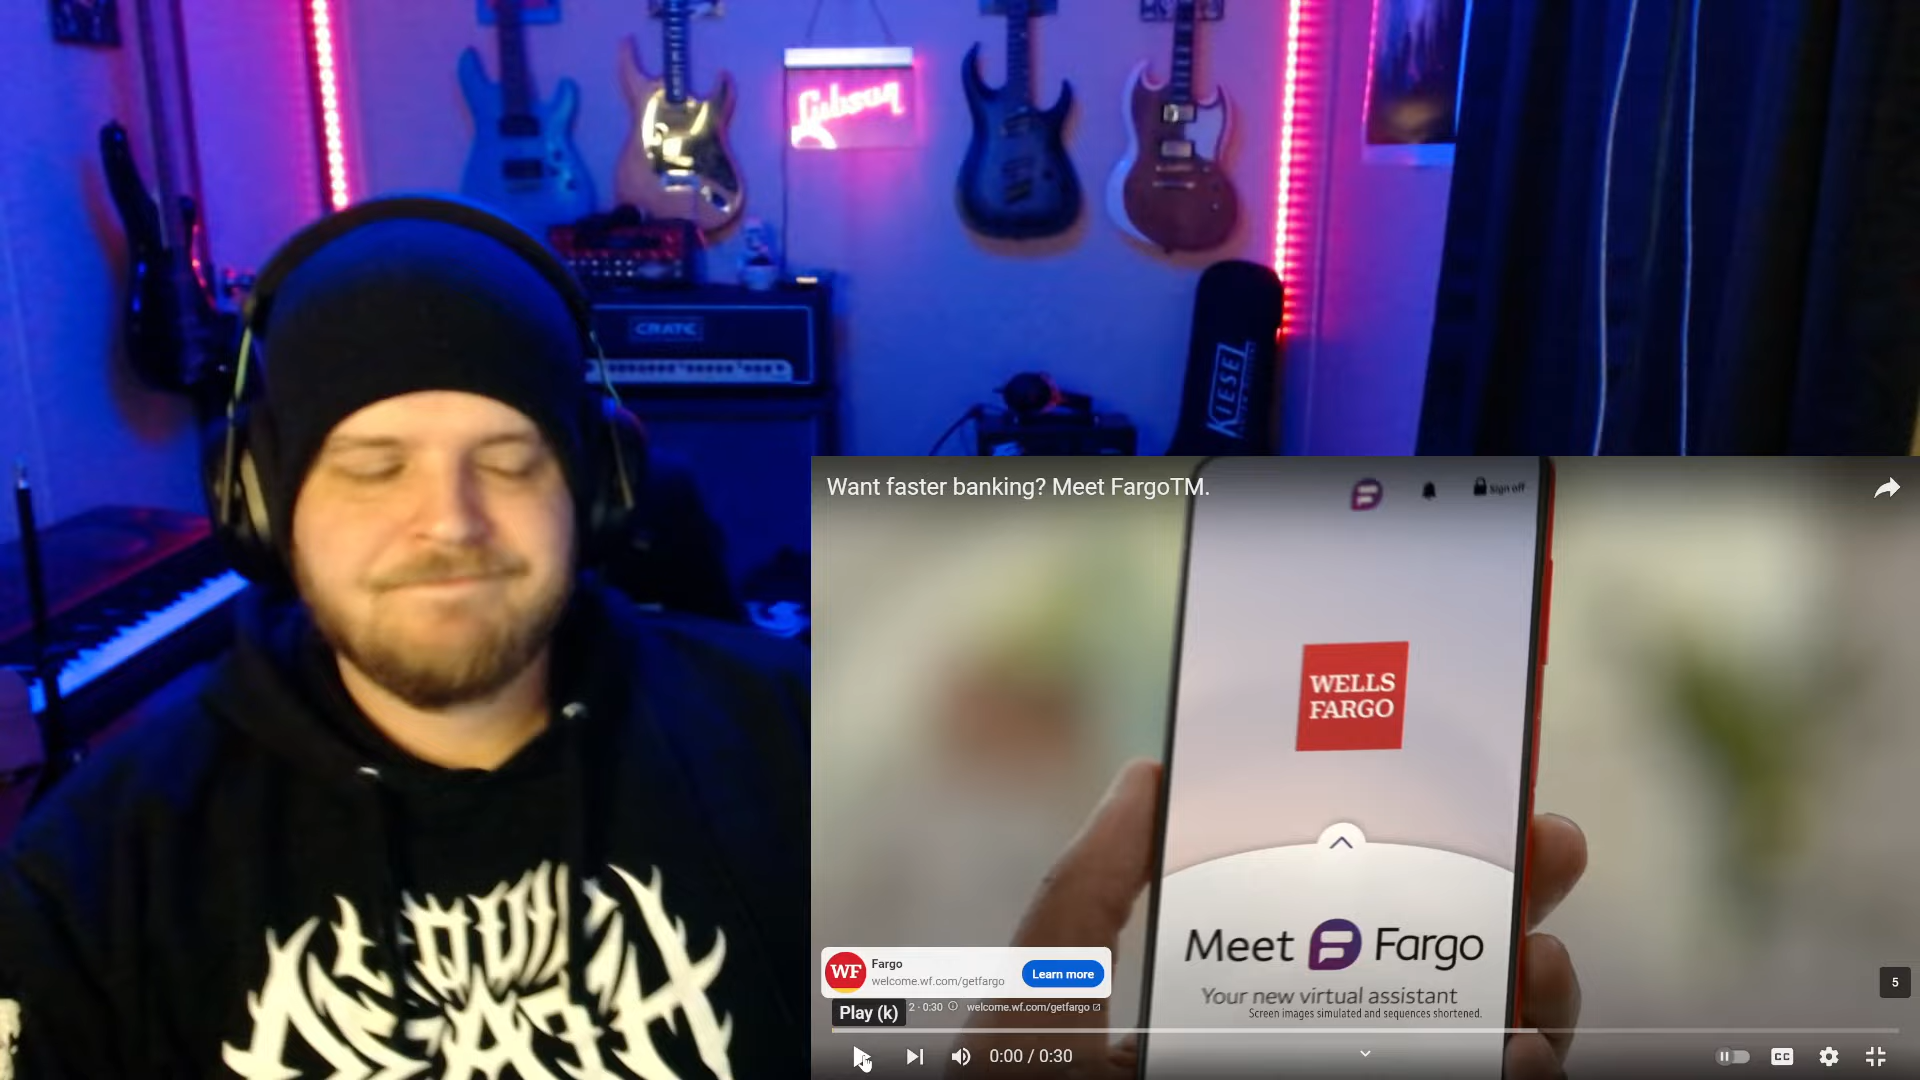 Gibson
CRATE
KIESEL
Want faster banking? Meet FargoTM.
Sign off
WELLS
FARGO
Meet Fargo
Your new virtual assistant
Screen images simulated and sequences shortened.
WF
Fargo
welcome.wf.com/getfargo
Learn more
5
Play (k)
2 · 0:30
welcome.wf.com/getfargo
0:00 / 0:30
CC